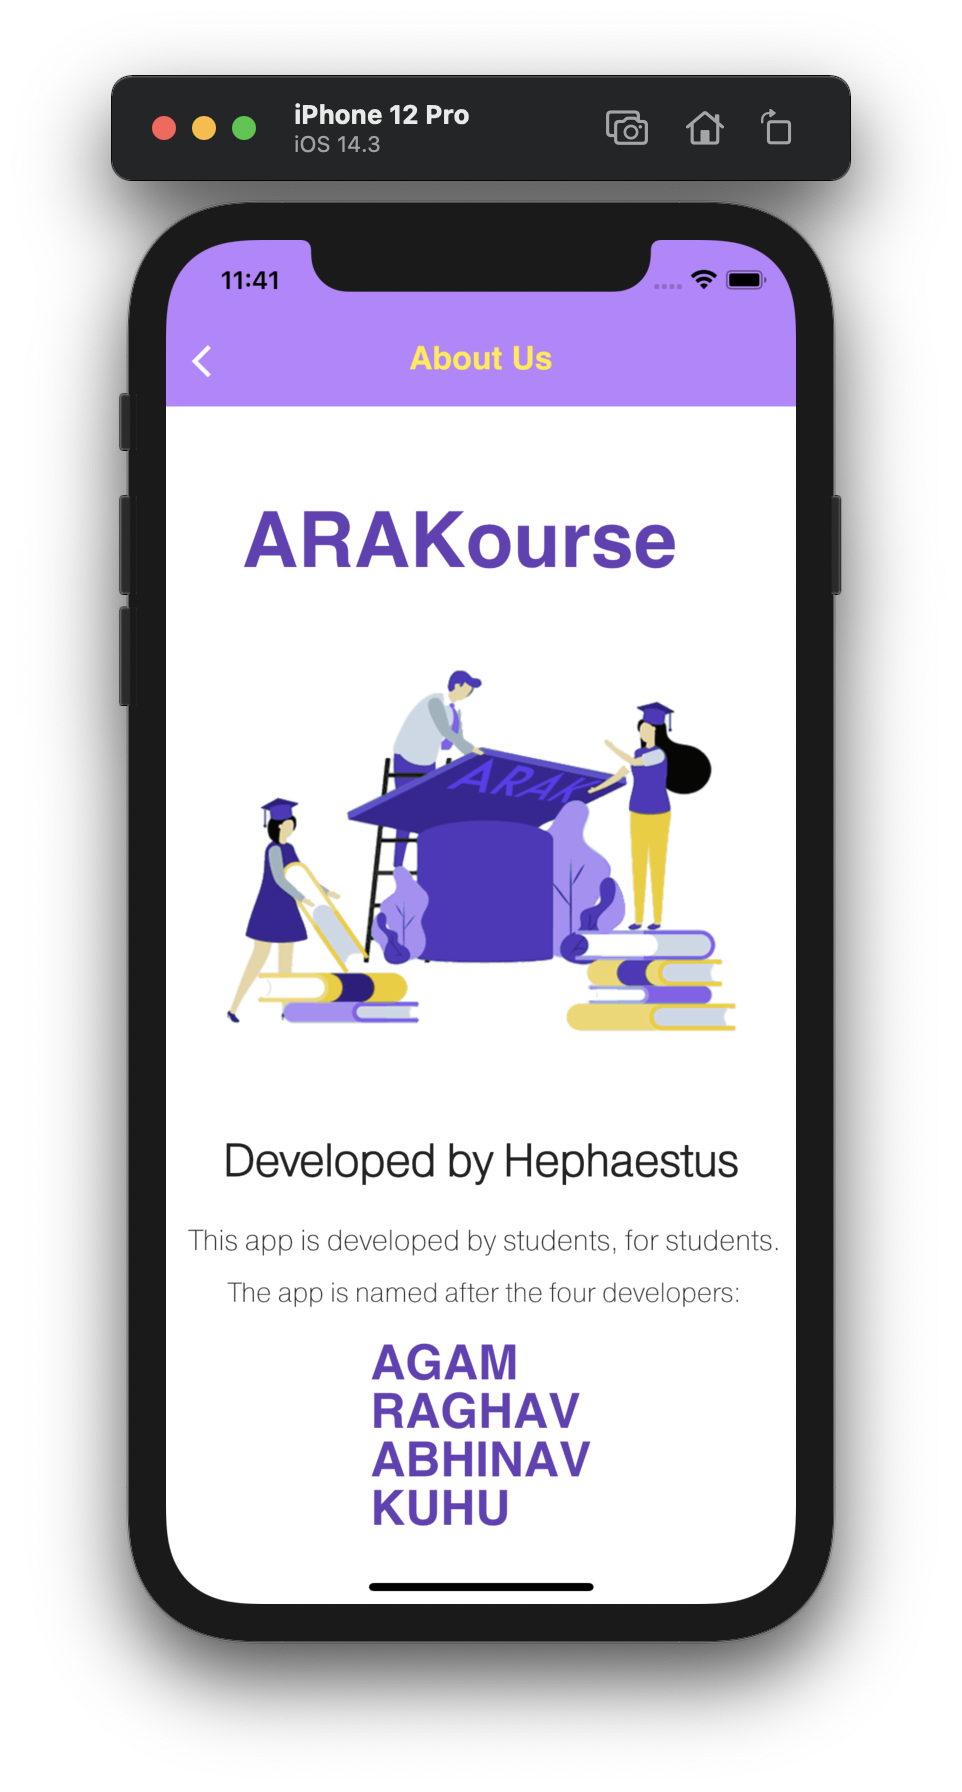 iPhone 12 Pro
iOS 14.3
11:41
About Us
ARAKourse
ARAK
Developed by Hephaestus
This app is developed by students, for students.
The app is named after the four developers:
AGAM
RAGHAV
ABHINAV
KUHU